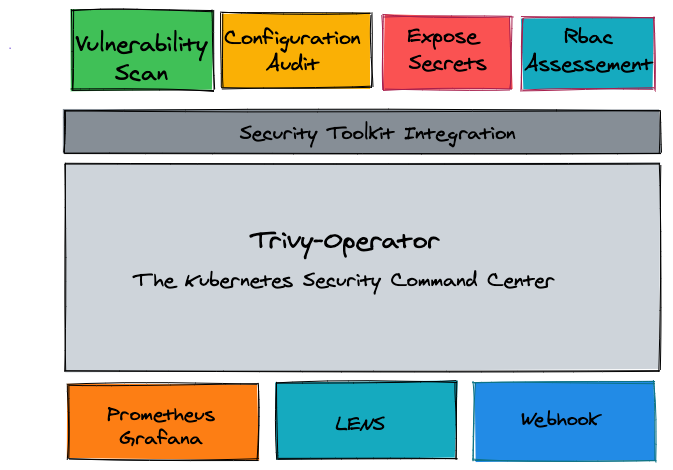 Vulnerability
Scan
Configuration
Audit
Expose
Secrets
Rbac
Assessement
Security Toolkit Integration
Trivy-Operator
The Kubernetes Security Command Center
Prometheus
Grafana
LENS
Webhook